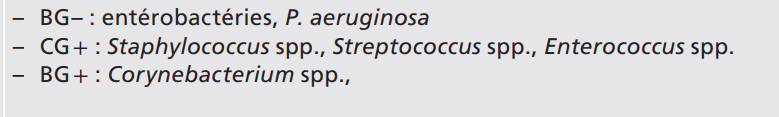 – BG– : entérobactéries, P. aeruginosa
– CG+ : Staphylococcus spp., Streptococcus spp., Enterococcus spp.
– BG+ : Corynebacterium spp.,